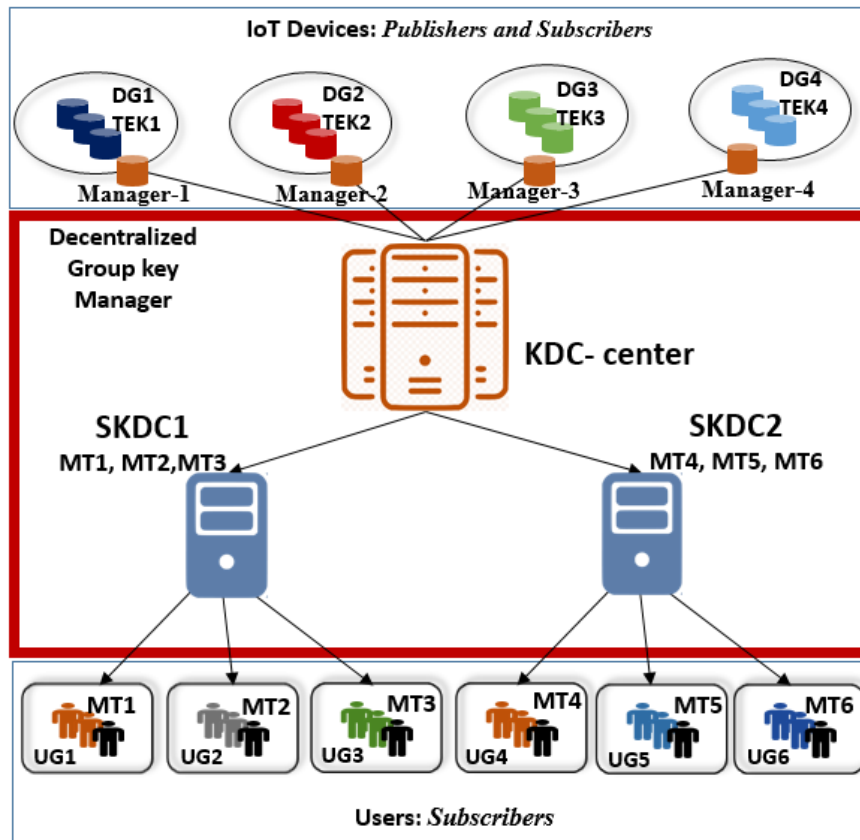 IoT Devices: Publishers and Subscribers
DG1
TEK1
DG2
TEK2
DG3
TEK3
DG4
TEK4
Manager-1
Manager-2
Manager-3
Manager-4
Decentralized
Group key
Manager
KDC- center
SKDC1
MT1, MT2,MT3
SKDC2
MT4, MT5, MT6
MT1
UG1
MT2
UG2
MT3
UG3
MT4
UG4
MT5
UG5
MT6
UG6
Users: Subscribers